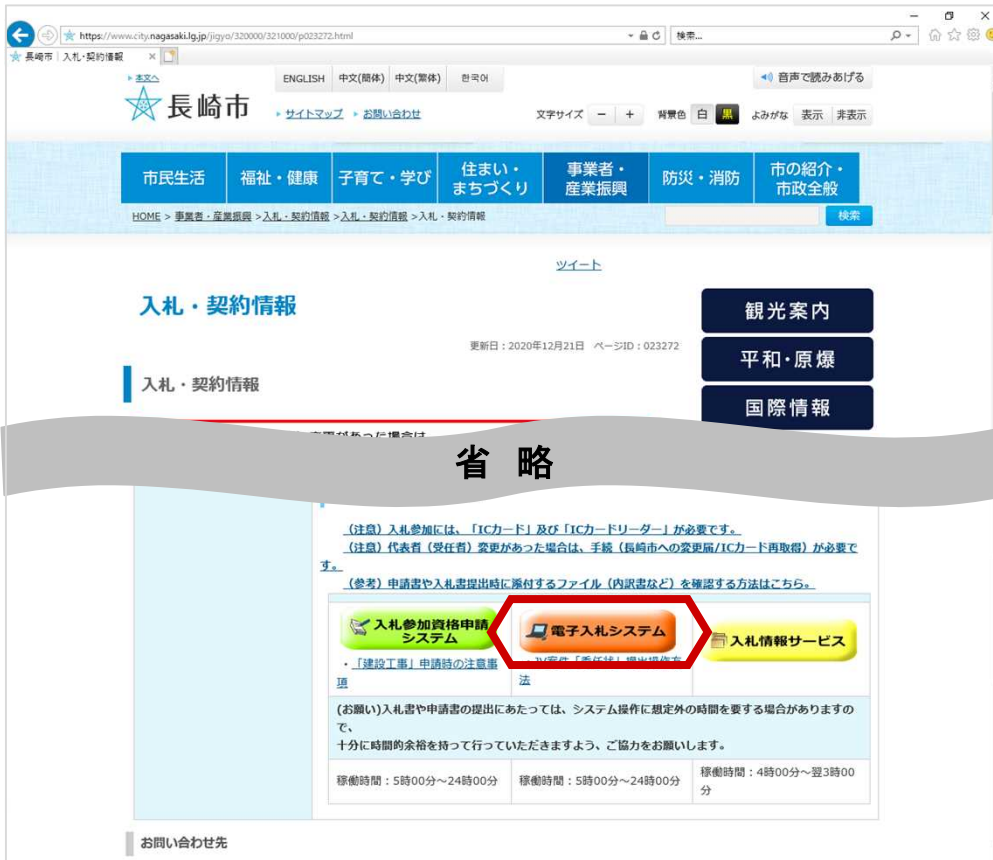 https://www.city.nagasaki.lg.jp/jigyo/320000/321000/p023272.html
検索...
長崎市｜入札・契約情報
本文へ
ENGLISH 中文(簡体) 中文(繁体) 한국어
音声で読みあげる
長崎市
サイトマップ お問い合わせ
文字サイズ － ＋ 背景色 白 黒 よみがな 表示 非表示
市民生活
福祉・健康
子育て・学び
住まい・
まちづくり
事業者・
産業振興
防災・消防
市の紹介・
市政全般
HOME > 事業者・産業振興 >入札・契約情報 >入札・契約情報 >入札・契約情報
検索
ツイート
入札・契約情報
観光案内
更新日：2020年12月21日 ページID：023272
平和・原爆
入札・契約情報
国際情報
変更があった場合は
省 略
（注意）入札参加には、「ICカード」及び「ICカードリーダー」が必要です。
（注意）代表者（受任者）変更があった場合は、手続（長崎市への変更届/ICカード再取得）が必要で
す。
（参考）申請書や入札書提出時に添付するファイル（内訳書など）を確認する方法はこちら。
入札参加資格申請
システム
電子入札システム
入札情報サービス
・「建設工事」申請時の注意事
項
・JV案件「委任状」提出操作方
法
(お願い)入札書や申請書の提出にあたっては、システム操作に想定外の時間を要する場合がありますの
で、
十分に時間的余裕を持って行っていただきますよう、ご協力をお願いします。
稼働時間：5時00分～24時00分
稼働時間：5時00分～24時00分
稼働時間：4時00分～翌3時00
分
お問い合わせ先